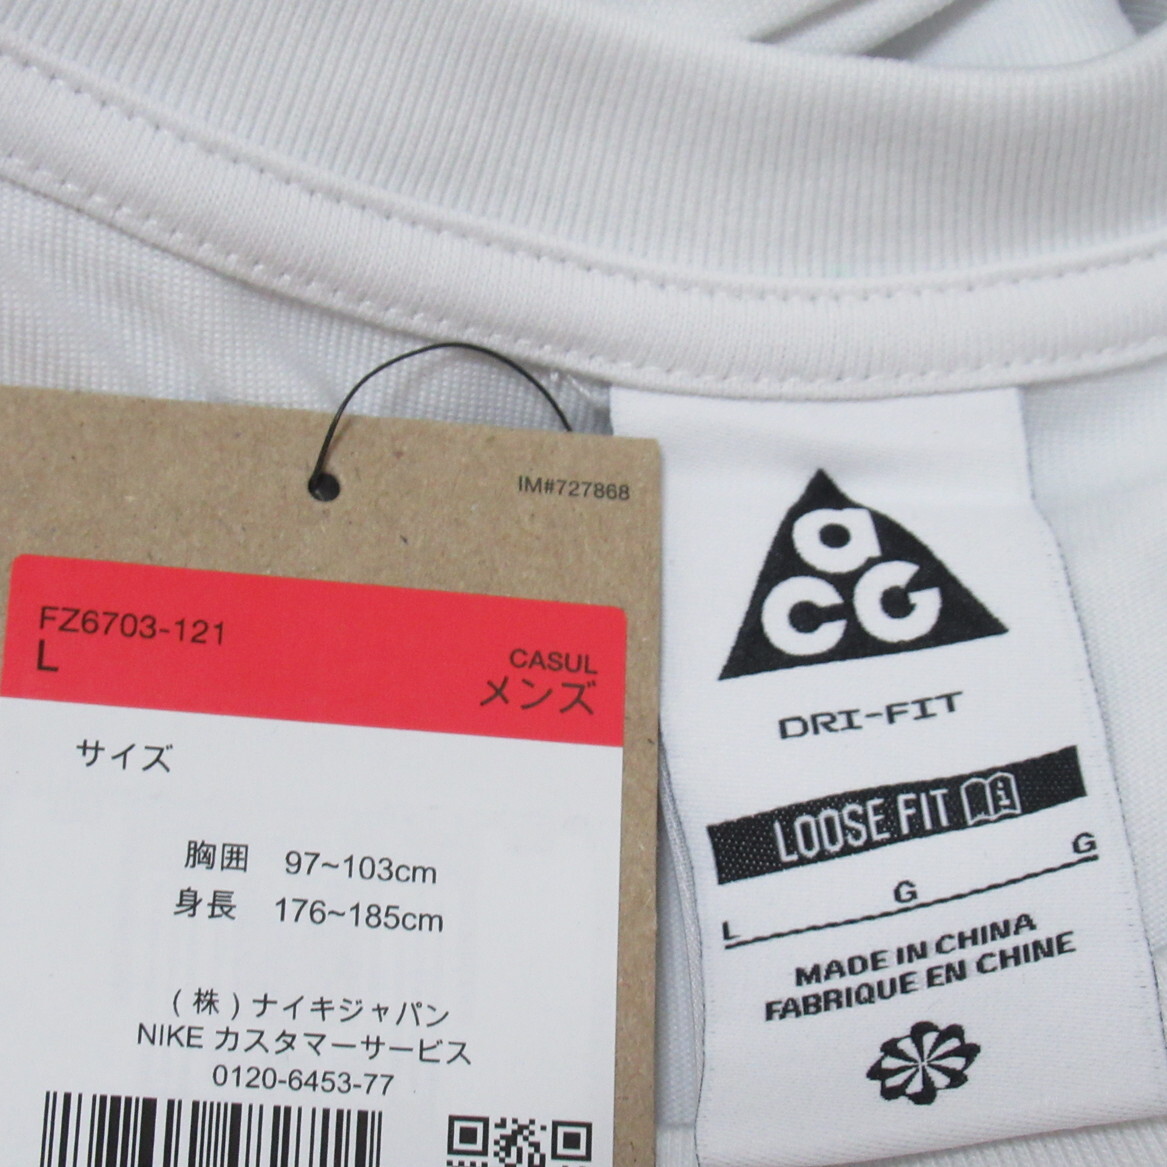 IM#727868
FZ6703-121
L
CASUL
メンズ
サイズ
胸囲 97~103cm
身長 176~185cm
(株)ナイキジャパン
NIKE カスタマーサービス
0120-6453-77
a
CG
DRI-FIT
LOOSE FIT
L G G
MADE IN CHINA
FABRIQUE EN CHINE